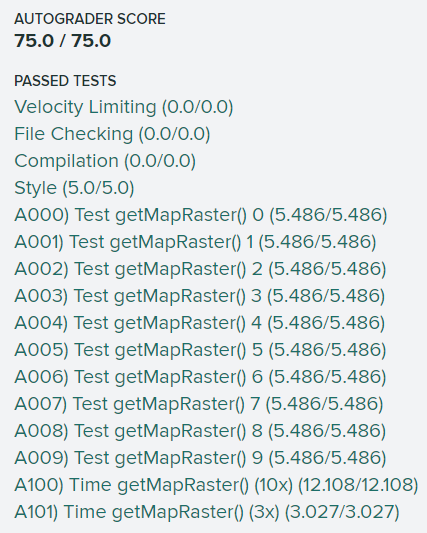 AUTOGRADER SCORE
75.0 / 75.0
PASSED TESTS
Velocity Limiting (0.0/0.0)
File Checking (0.0/0.0)
Compilation (0.0/0.0)
Style (5.0/5.0)
A000) Test getMapRaster() 0 (5.486/5.486)
A001) Test getMapRaster() 1 (5.486/5.486)
A002) Test getMapRaster() 2 (5.486/5.486)
A003) Test getMapRaster() 3 (5.486/5.486)
A004) Test getMapRaster() 4 (5.486/5.486)
A005) Test getMapRaster() 5 (5.486/5.486)
A006) Test getMapRaster() 6 (5.486/5.486)
A007) Test getMapRaster() 7 (5.486/5.486)
A008) Test getMapRaster() 8 (5.486/5.486)
A009) Test getMapRaster() 9 (5.486/5.486)
A100) Time getMapRaster() (10x) (12.108/12.108)
A101) Time getMapRaster() (3x) (3.027/3.027)